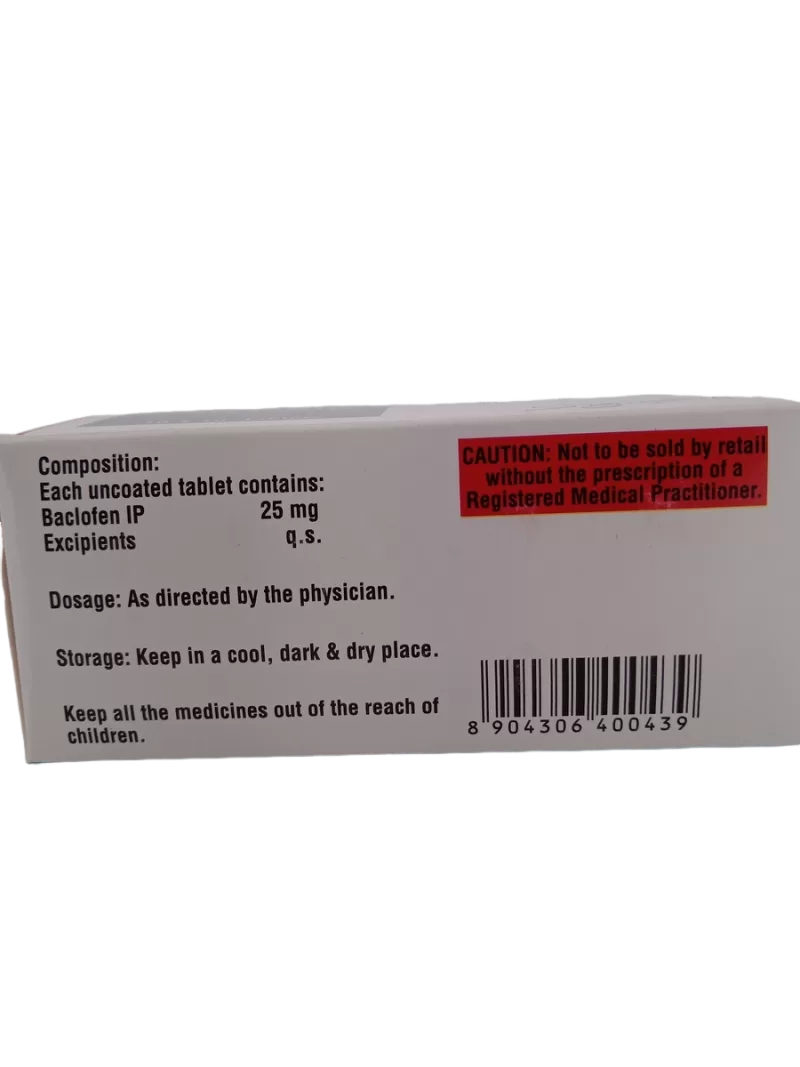 Composition:
Each uncoated tablet contains:
Baclofen IP 25 mg
Excipients q.s.
Dosage: As directed by the physician.
Storage: Keep in a cool, dark & dry place.
Keep all the medicines out of the reach of
children.
CAUTION: Not to be sold by retail
without the prescription of a
Registered Medical Practitioner.
8 904306 400439